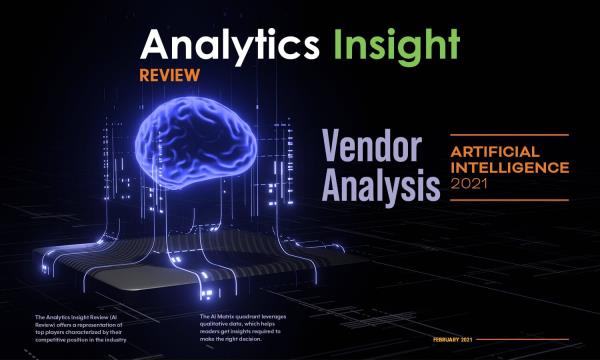 Analytics Insight
REVIEW
Vendor
Analysis
ARTIFICIAL
INTELLIGENCE
2021
The Analytics Insight Review (AI
Review) offers a representation of
top players characterized by their
competitive position in the industry
The AI Matrix quadrant leverages
qualitative data, which helps
readers get insights required to
make the right decision.
FEBRUARY 2021